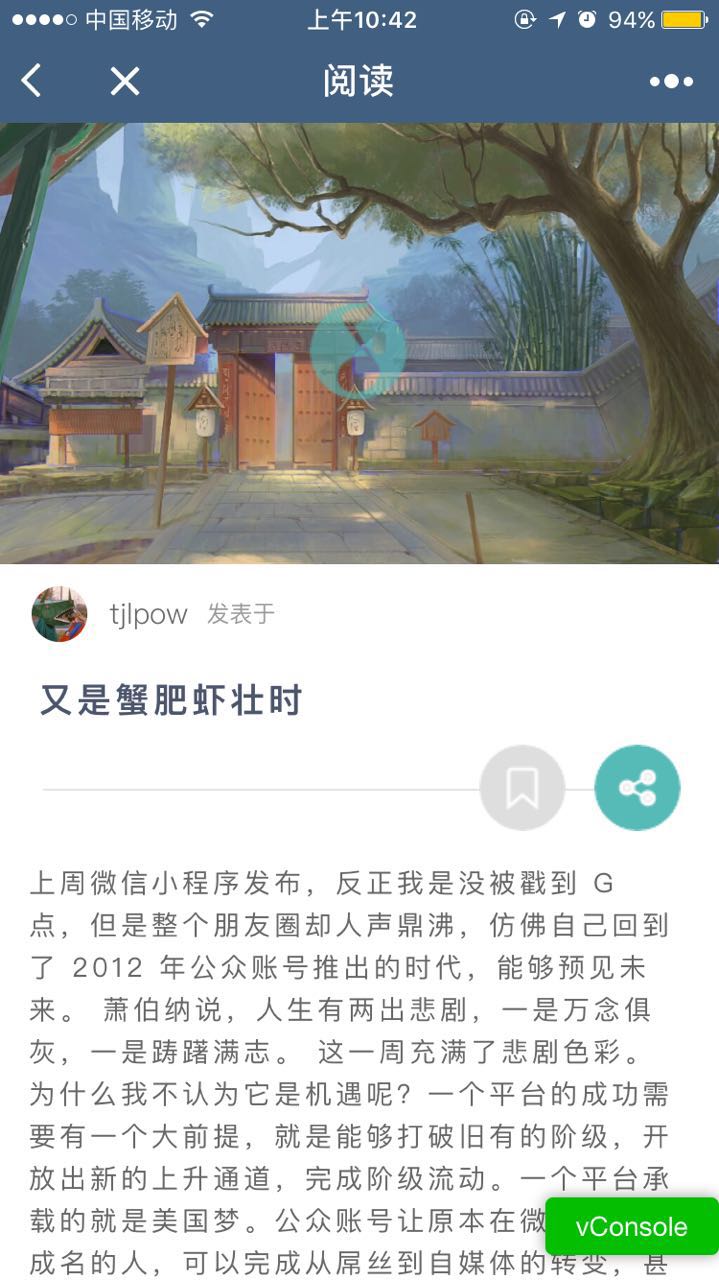 中国移动
上午10:42
94%
阅读
tjlpow 发表于
又是蟹肥虾壮时
上周微信小程序发布，反正我是没被戳到 G
点，但是整个朋友圈却人声鼎沸，仿佛自己回到
了 2012 年公众账号推出的时代，能够预见未
来。 萧伯纳说，人生有两出悲剧，一是万念俱
灰，一是踌躇满志。 这一周充满了悲剧色彩。
为什么我不认为它是机遇呢？一个平台的成功需
要有一个大前提，就是能够打破旧有的阶级，开
放出新的上升通道，完成阶级流动。一个平台承
载的就是美国梦。公众账号让原本在微
成名的人，可以完成从屌丝到自媒体的转变，甚
vConsole